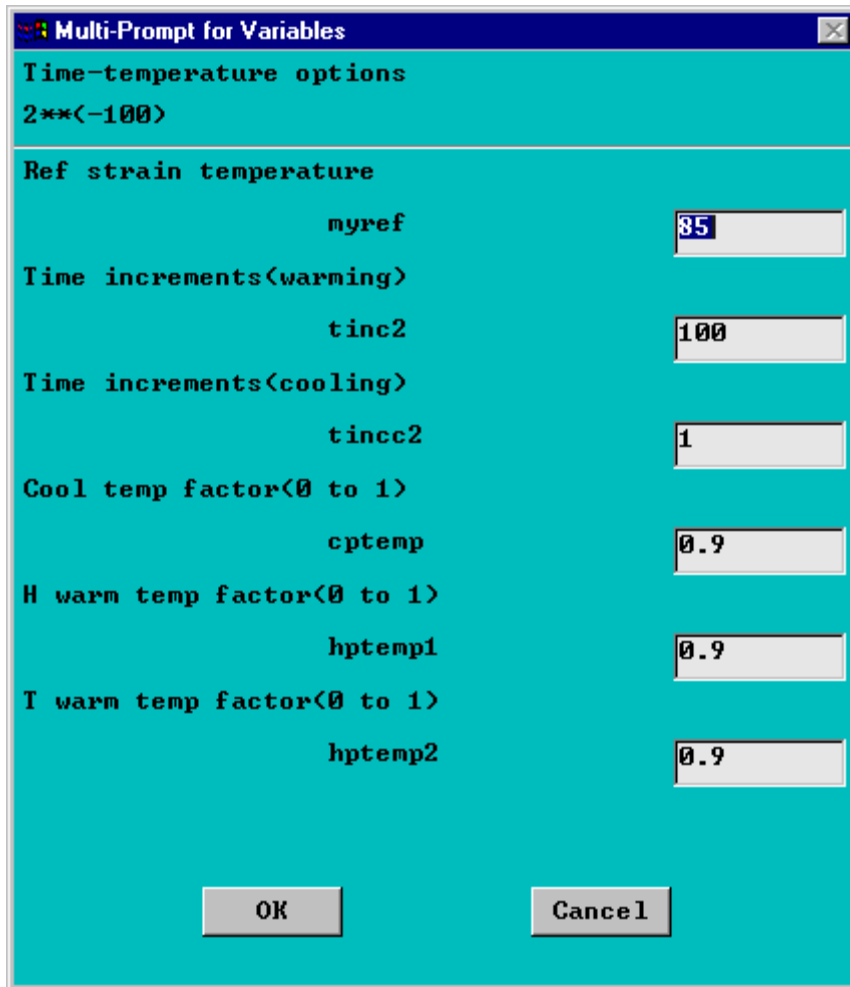 Multi-Prompt for Variables
Time-temperature options
2**(-100)
Ref strain temperature
myref 85
Time increments(warming)
tinc2 100
Time increments(cooling)
tincc2 1
Cool temp factor(0 to 1)
cptemp 0.9
H warm temp factor(0 to 1)
hptemp1 0.9
T warm temp factor(0 to 1)
hptemp2 0.9
OK Cancel